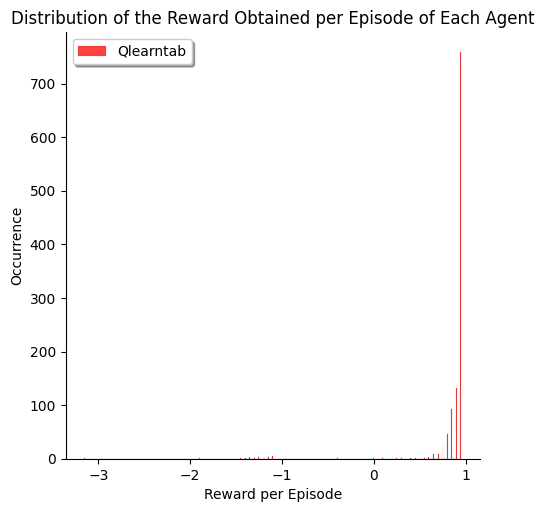 Distribution of the Reward Obtained per Episode of Each Agent
Qlearntab
700
600
500
400
300
200
100
0
Occurrence
−3 −2 −1 0 1
Reward per Episode